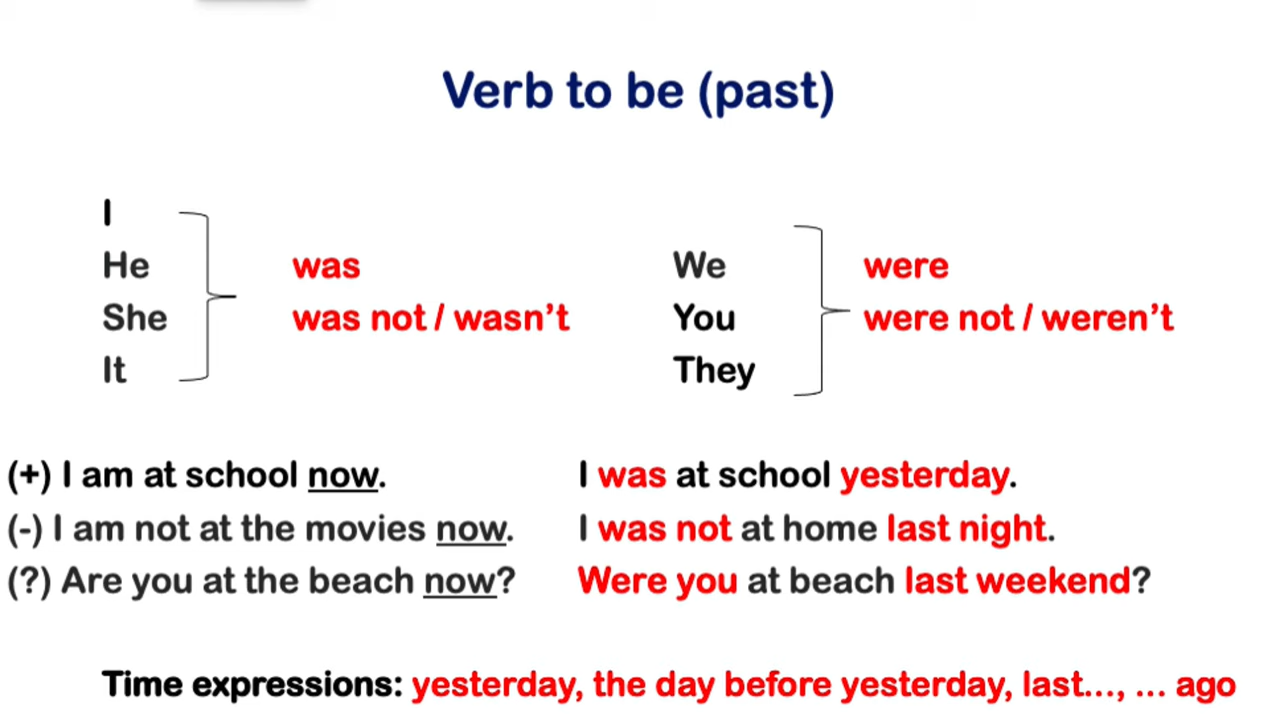 Verb to be (past)
I
He
She
It
was
was not / wasn't
We
You
They
were
were not / weren't
(+) I am at school now.
I was at school yesterday.
(-) I am not at the movies now.
I was not at home last night.
(?) Are you at the beach now?
Were you at beach last weekend?
Time expressions: yesterday, the day before yesterday, last..., ... ago